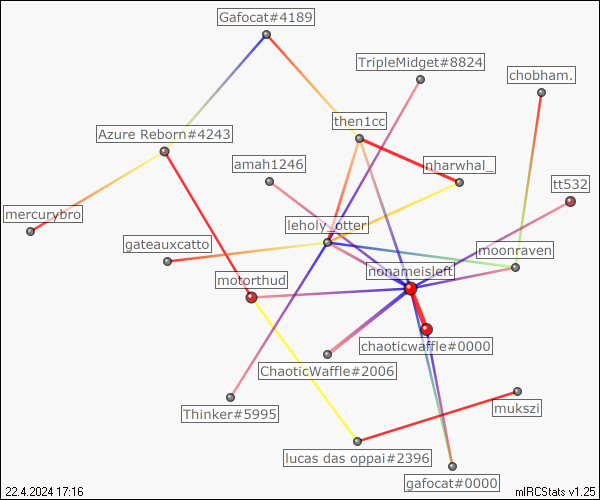 Gafocat#4189
TripleMidget#8824
chobham.
then1cc
Azure Reborn#4243
amah1246
nharwhal_
tt532
mercurybro
leholy_otter
gateauxcatto
moonraven
nonameisleft
motorthud
chaoticwaffle#0000
ChaoticWaffle#2006
Thinker#5995
mukszi
lucas das oppai#2396
gafocat#0000
22.4.2024 17:16
mIRCStats v1.25